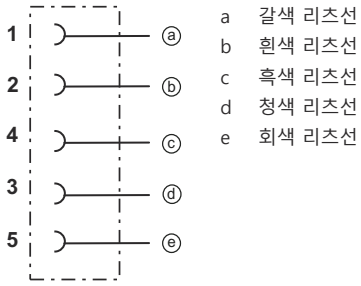 1 ⓐ
2 ⓑ
4 ⓒ
3 ⓓ
5 ⓔ
a 갈색 리츠선
b 흰색 리츠선
c 흑색 리츠선
d 청색 리츠선
e 회색 리츠선